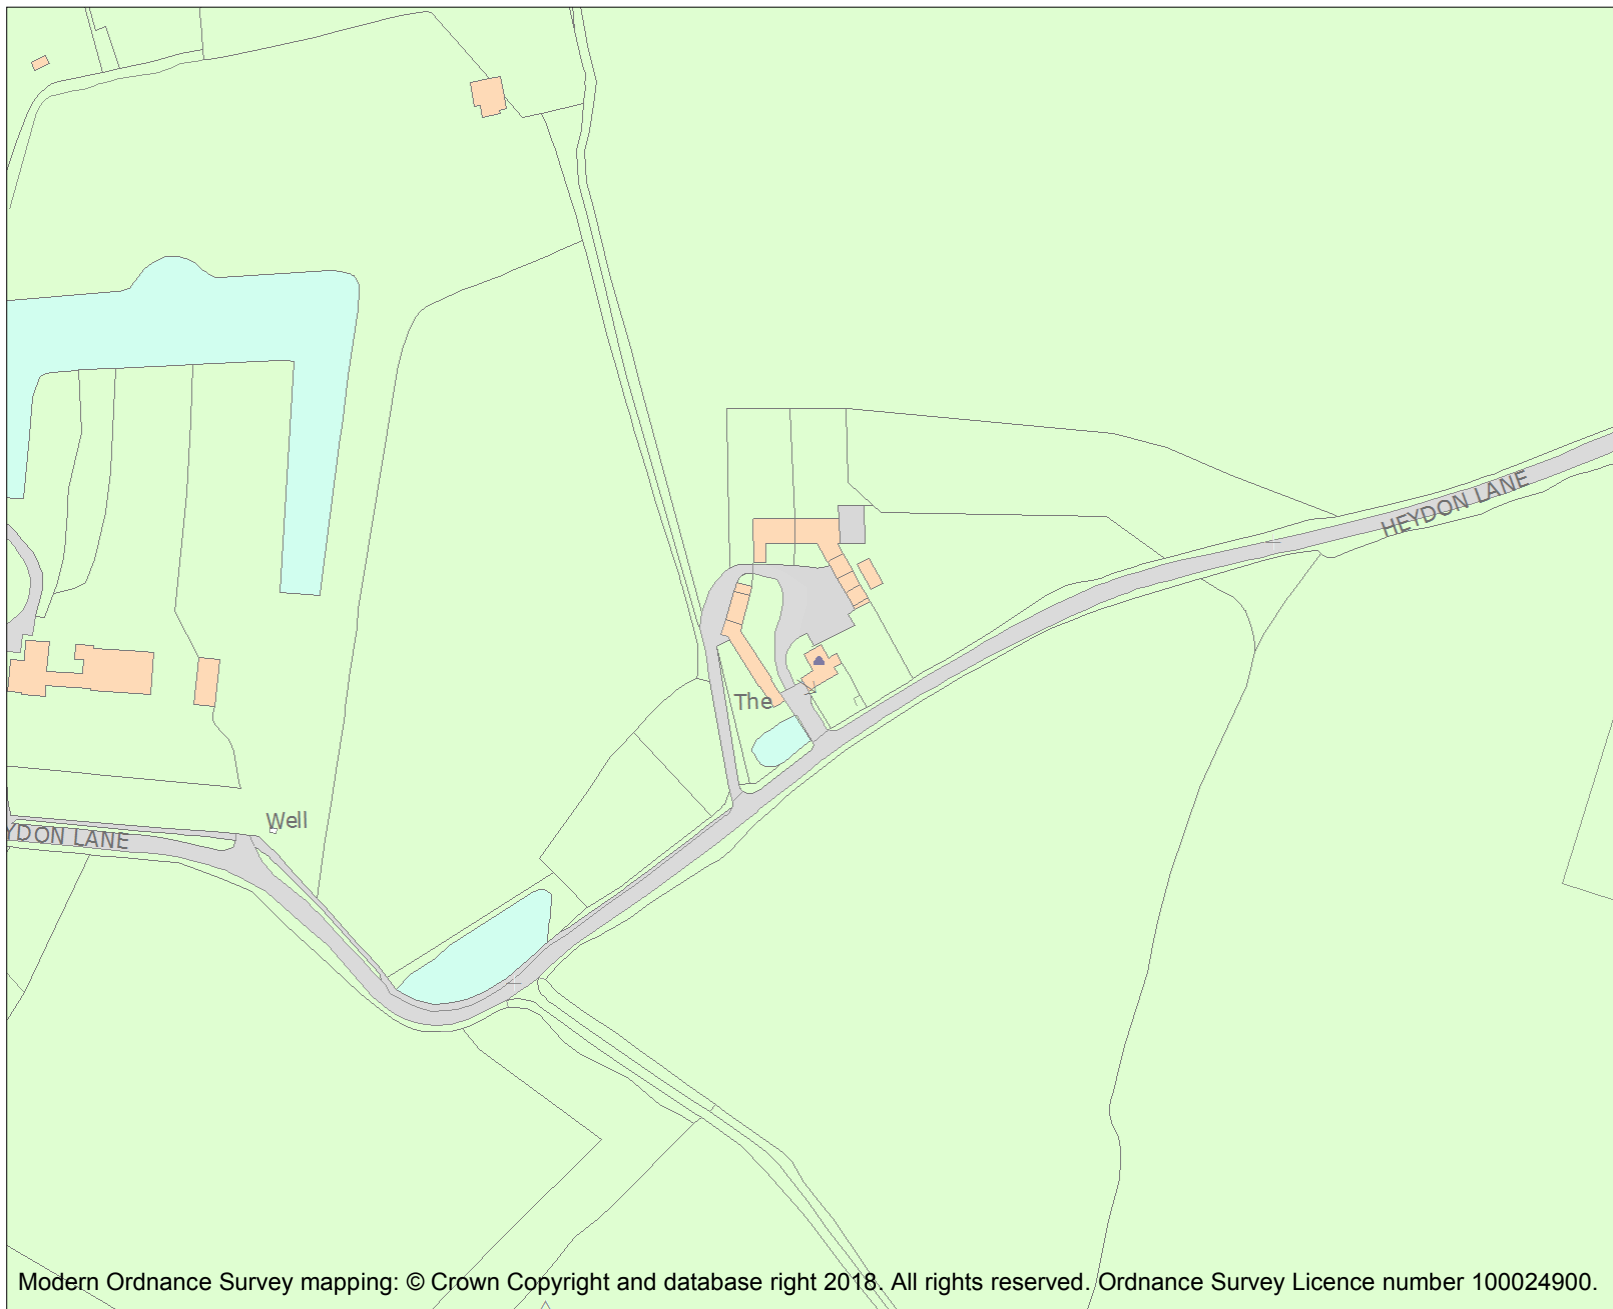 HEYDON LANE
The
Well
YDON LANE
Modern Ordnance Survey mapping: © Crown Copyright and database right 2018. All rights reserved. Ordnance Survey Licence number 100024900.